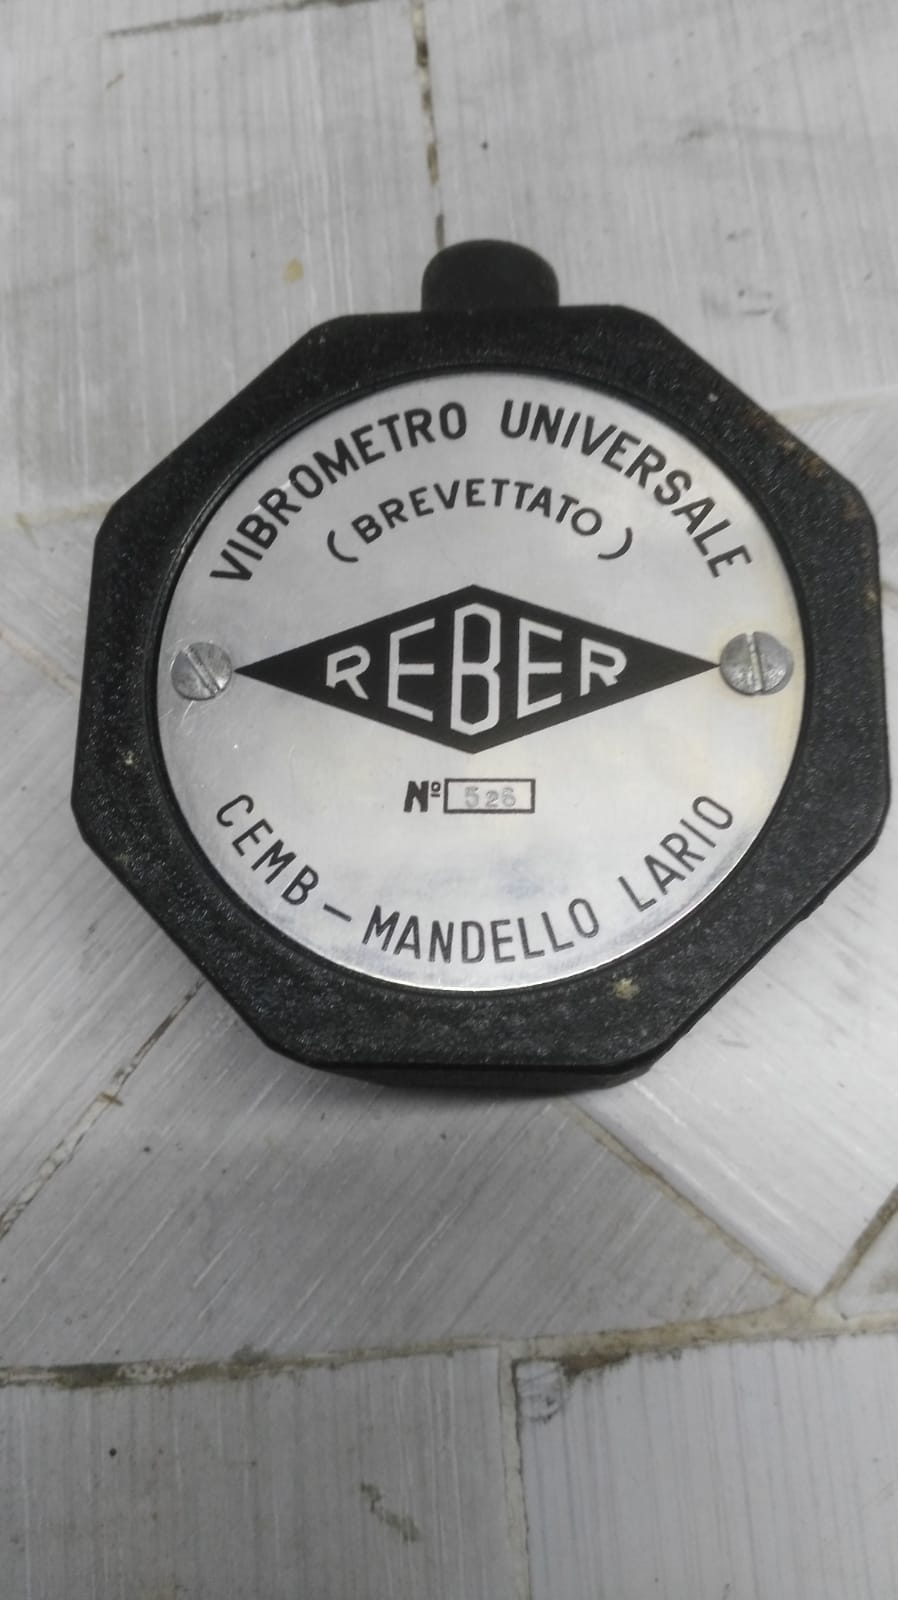 VIBROMETRO UNIVERSALE
(BREVETTATO)
REBER
Nº 526
CEMB - MANDELLO LARIO